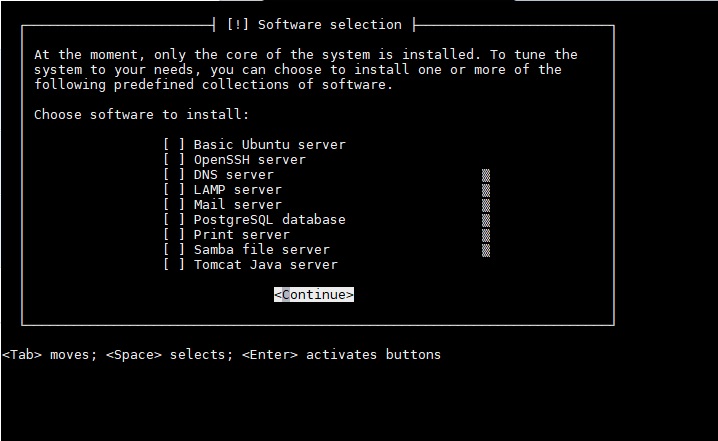 [!] Software selection
At the moment, only the core of the system is installed. To tune the
system to your needs, you can choose to install one or more of the
following predefined collections of software.
Choose software to install:
[ ] Basic Ubuntu server
[ ] OpenSSH server
[ ] DNS server
[ ] LAMP server
[ ] Mail server
[ ] PostgreSQL database
[ ] Print server
[ ] Samba file server
[ ] Tomcat Java server
<Continue>
<Tab> moves; <Space> selects; <Enter> activates buttons